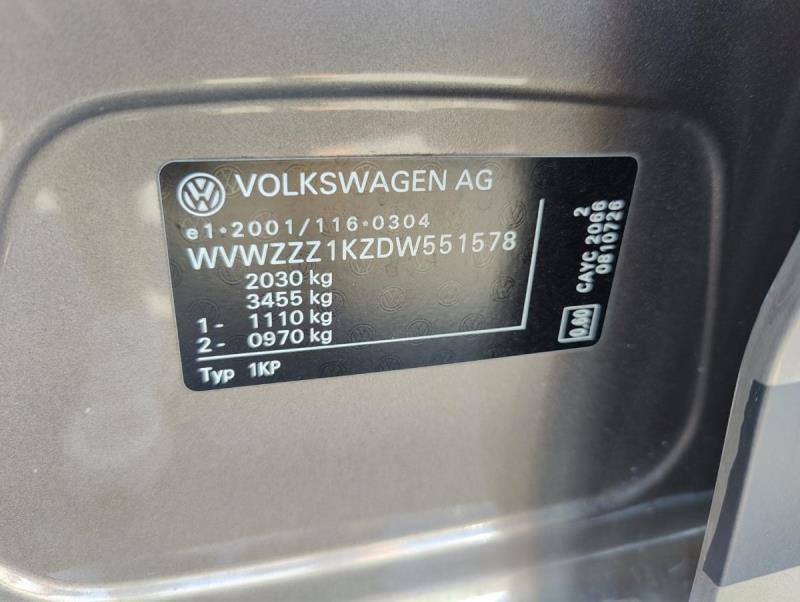 VOLKSWAGEN AG
e1*2001/116*0304
WVWZZZ1KZDW551578
2030 kg
3455 kg
1- 1110 kg
2- 0970 kg
Typ 1KP
2
CAYC 2066
0810726
0.60